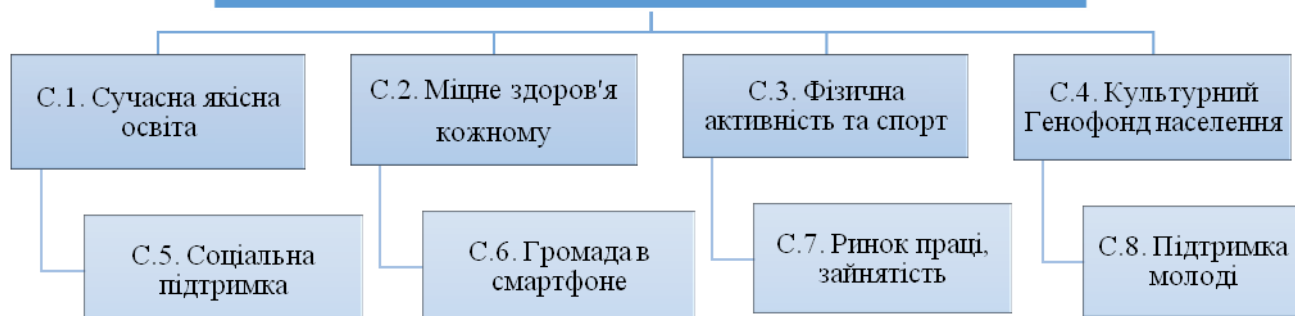 С.1. Сучасна якісна
освіта
С.2. Міцне здоров'я
кожному
С.3. Фізична
активність та спорт
С.4. Культурний
Генофонд населення
С.5. Соціальна
підтримка
С.6. Громада в
смартфоне
С.7. Ринок праці,
зайнятість
С.8. Підтримка
молоді